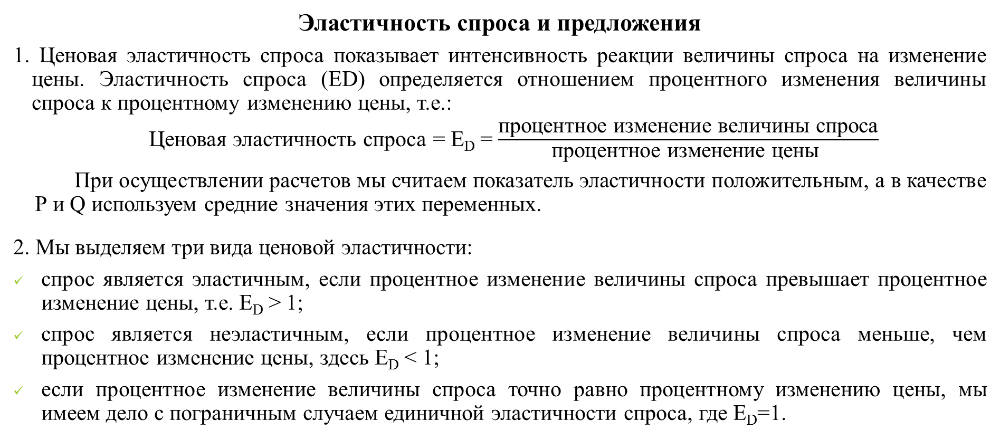 Эластичность спроса и предложения
1. Ценовая эластичность спроса показывает интенсивность реакции величины спроса на изменение
цены. Эластичность спроса (ED) определяется отношением процентного изменения величины
спроса к процентному изменению цены, т.е.:
Ценовая эластичность спроса = E_D = процентное изменение величины спроса
процентное изменение цены
При осуществлении расчетов мы считаем показатель эластичности положительным, а в качестве
P и Q используем средние значения этих переменных.
2. Мы выделяем три вида ценовой эластичности:
✓ спрос является эластичным, если процентное изменение величины спроса превышает процентное
изменение цены, т.е. E_D > 1;
✓ спрос является неэластичным, если процентное изменение величины спроса меньше, чем
процентное изменение цены, здесь E_D < 1;
✓ если процентное изменение величины спроса точно равно процентному изменению цены, мы
имеем дело с пограничным случаем единичной эластичности спроса, где E_D=1.